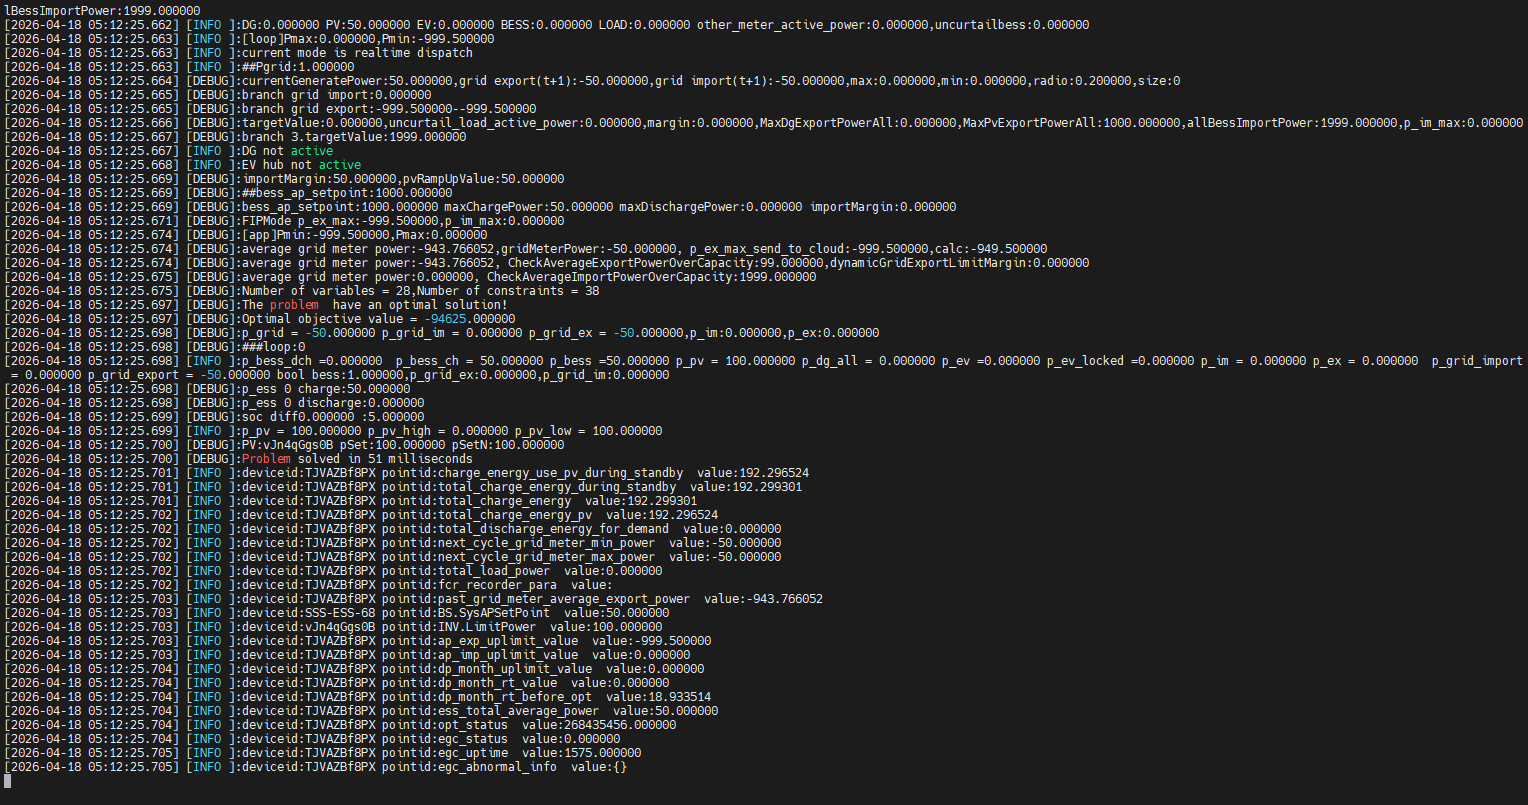 lBessImportPower:1999.000000
[2026-04-18 05:12:25.662] [INFO ]:DG:0.000000 PV:50.000000 EV:0.000000 BESS:0.000000 LOAD:0.000000 other_meter_active_power:0.000000,uncurtailbess:0.000000
[2026-04-18 05:12:25.663] [INFO ]:[loop]Pmax:0.000000,Pmin:-999.500000
[2026-04-18 05:12:25.663] [INFO ]:current mode is realtime dispatch
[2026-04-18 05:12:25.663] [INFO ]:##Pgrid:1.000000
[2026-04-18 05:12:25.664] [DEBUG]:currentGeneratePower:50.000000,grid export(t+1):-50.000000,grid import(t+1):-50.000000,max:0.000000,min:0.000000,radio:0.200000,size:0
[2026-04-18 05:12:25.665] [DEBUG]:branch grid import:0.000000
[2026-04-18 05:12:25.665] [DEBUG]:branch grid export:-999.500000--999.500000
[2026-04-18 05:12:25.666] [DEBUG]:targetValue:0.000000,uncurtail_load_active_power:0.000000,margin:0.000000,MaxDgExportPowerAll:0.000000,MaxPvExportPowerAll:1000.000000,allBessImportPower:1999.000000,p_im_max:0.000000
[2026-04-18 05:12:25.667] [DEBUG]:branch 3.targetValue:1999.000000
[2026-04-18 05:12:25.667] [INFO ]:DG not active
[2026-04-18 05:12:25.668] [INFO ]:EV hub not active
[2026-04-18 05:12:25.669] [DEBUG]:importMargin:50.000000,pvRampUpValue:50.000000
[2026-04-18 05:12:25.669] [DEBUG]:##bess_ap_setpoint:1000.000000
[2026-04-18 05:12:25.669] [DEBUG]:bess_ap_setpoint:1000.000000 maxChargePower:50.000000 maxDischargePower:0.000000 importMargin:0.000000
[2026-04-18 05:12:25.671] [DEBUG]:FIPMode p_ex_max:-999.500000,p_im_max:0.000000
[2026-04-18 05:12:25.674] [DEBUG]:[app]Pmin:-999.500000,Pmax:0.000000
[2026-04-18 05:12:25.674] [DEBUG]:average grid meter power:-943.766052,gridMeterPower:-50.000000, p_ex_max_send_to_cloud:-999.500000,calc:-949.500000
[2026-04-18 05:12:25.674] [DEBUG]:average grid meter power:-943.766052, CheckAverageExportPowerOverCapacity:99.000000,dynamicGridExportLimitMargin:0.000000
[2026-04-18 05:12:25.675] [DEBUG]:average grid meter power:0.000000, CheckAverageImportPowerOverCapacity:1999.000000
[2026-04-18 05:12:25.675] [DEBUG]:Number of variables = 28,Number of constraints = 38
[2026-04-18 05:12:25.697] [DEBUG]:The problem  have an optimal solution!
[2026-04-18 05:12:25.697] [DEBUG]:Optimal objective value = -94625.000000
[2026-04-18 05:12:25.698] [DEBUG]:p_grid = -50.000000 p_grid_im = 0.000000 p_grid_ex = -50.000000,p_im:0.000000,p_ex:0.000000
[2026-04-18 05:12:25.698] [DEBUG]:###loop:0
[2026-04-18 05:12:25.698] [INFO ]:p_bess_dch =0.000000  p_bess_ch = 50.000000 p_bess =50.000000 p_pv = 100.000000 p_dg_all = 0.000000 p_ev =0.000000 p_ev_locked =0.000000 p_im = 0.000000 p_ex = 0.000000  p_grid_import
 = 0.000000 p_grid_export = -50.000000 bool bess:1.000000,p_grid_ex:0.000000,p_grid_im:0.000000
[2026-04-18 05:12:25.698] [DEBUG]:p_ess 0 charge:50.000000
[2026-04-18 05:12:25.698] [DEBUG]:p_ess 0 discharge:0.000000
[2026-04-18 05:12:25.699] [DEBUG]:soc diff0.000000 :5.000000
[2026-04-18 05:12:25.699] [INFO ]:p_pv = 100.000000 p_pv_high = 0.000000 p_pv_low = 100.000000
[2026-04-18 05:12:25.700] [DEBUG]:PV:vJn4qGgs0B pSet:100.000000 pSetN:100.000000
[2026-04-18 05:12:25.700] [DEBUG]:Problem solved in 51 milliseconds
[2026-04-18 05:12:25.701] [INFO ]:deviceid:TJVAZBf8PX pointid:charge_energy_use_pv_during_standby  value:192.296524
[2026-04-18 05:12:25.701] [INFO ]:deviceid:TJVAZBf8PX pointid:total_charge_energy_during_standby  value:192.299301
[2026-04-18 05:12:25.701] [INFO ]:deviceid:TJVAZBf8PX pointid:total_charge_energy  value:192.299301
[2026-04-18 05:12:25.702] [INFO ]:deviceid:TJVAZBf8PX pointid:total_charge_energy_pv  value:192.296524
[2026-04-18 05:12:25.702] [INFO ]:deviceid:TJVAZBf8PX pointid:total_discharge_energy_for_demand  value:0.000000
[2026-04-18 05:12:25.702] [INFO ]:deviceid:TJVAZBf8PX pointid:next_cycle_grid_meter_min_power  value:-50.000000
[2026-04-18 05:12:25.702] [INFO ]:deviceid:TJVAZBf8PX pointid:next_cycle_grid_meter_max_power  value:-50.000000
[2026-04-18 05:12:25.702] [INFO ]:deviceid:TJVAZBf8PX pointid:total_load_power  value:0.000000
[2026-04-18 05:12:25.702] [INFO ]:deviceid:TJVAZBf8PX pointid:fcr_recorder_para  value:
[2026-04-18 05:12:25.703] [INFO ]:deviceid:TJVAZBf8PX pointid:past_grid_meter_average_export_power  value:-943.766052
[2026-04-18 05:12:25.703] [INFO ]:deviceid:SSS-ESS-68 pointid:BS.SysAPSetPoint  value:50.000000
[2026-04-18 05:12:25.703] [INFO ]:deviceid:vJn4qGgs0B pointid:INV.LimitPower  value:100.000000
[2026-04-18 05:12:25.703] [INFO ]:deviceid:TJVAZBf8PX pointid:ap_exp_uplimit_value  value:-999.500000
[2026-04-18 05:12:25.703] [INFO ]:deviceid:TJVAZBf8PX pointid:ap_imp_uplimit_value  value:0.000000
[2026-04-18 05:12:25.704] [INFO ]:deviceid:TJVAZBf8PX pointid:dp_month_uplimit_value  value:0.000000
[2026-04-18 05:12:25.704] [INFO ]:deviceid:TJVAZBf8PX pointid:dp_month_rt_value  value:0.000000
[2026-04-18 05:12:25.704] [INFO ]:deviceid:TJVAZBf8PX pointid:dp_month_rt_before_opt  value:18.933514
[2026-04-18 05:12:25.704] [INFO ]:deviceid:TJVAZBf8PX pointid:ess_total_average_power  value:50.000000
[2026-04-18 05:12:25.704] [INFO ]:deviceid:TJVAZBf8PX pointid:opt_status  value:268435456.000000
[2026-04-18 05:12:25.704] [INFO ]:deviceid:TJVAZBf8PX pointid:egc_status  value:0.000000
[2026-04-18 05:12:25.705] [INFO ]:deviceid:TJVAZBf8PX pointid:egc_uptime  value:1575.000000
[2026-04-18 05:12:25.705] [INFO ]:deviceid:TJVAZBf8PX pointid:egc_abnormal_info  value:{}